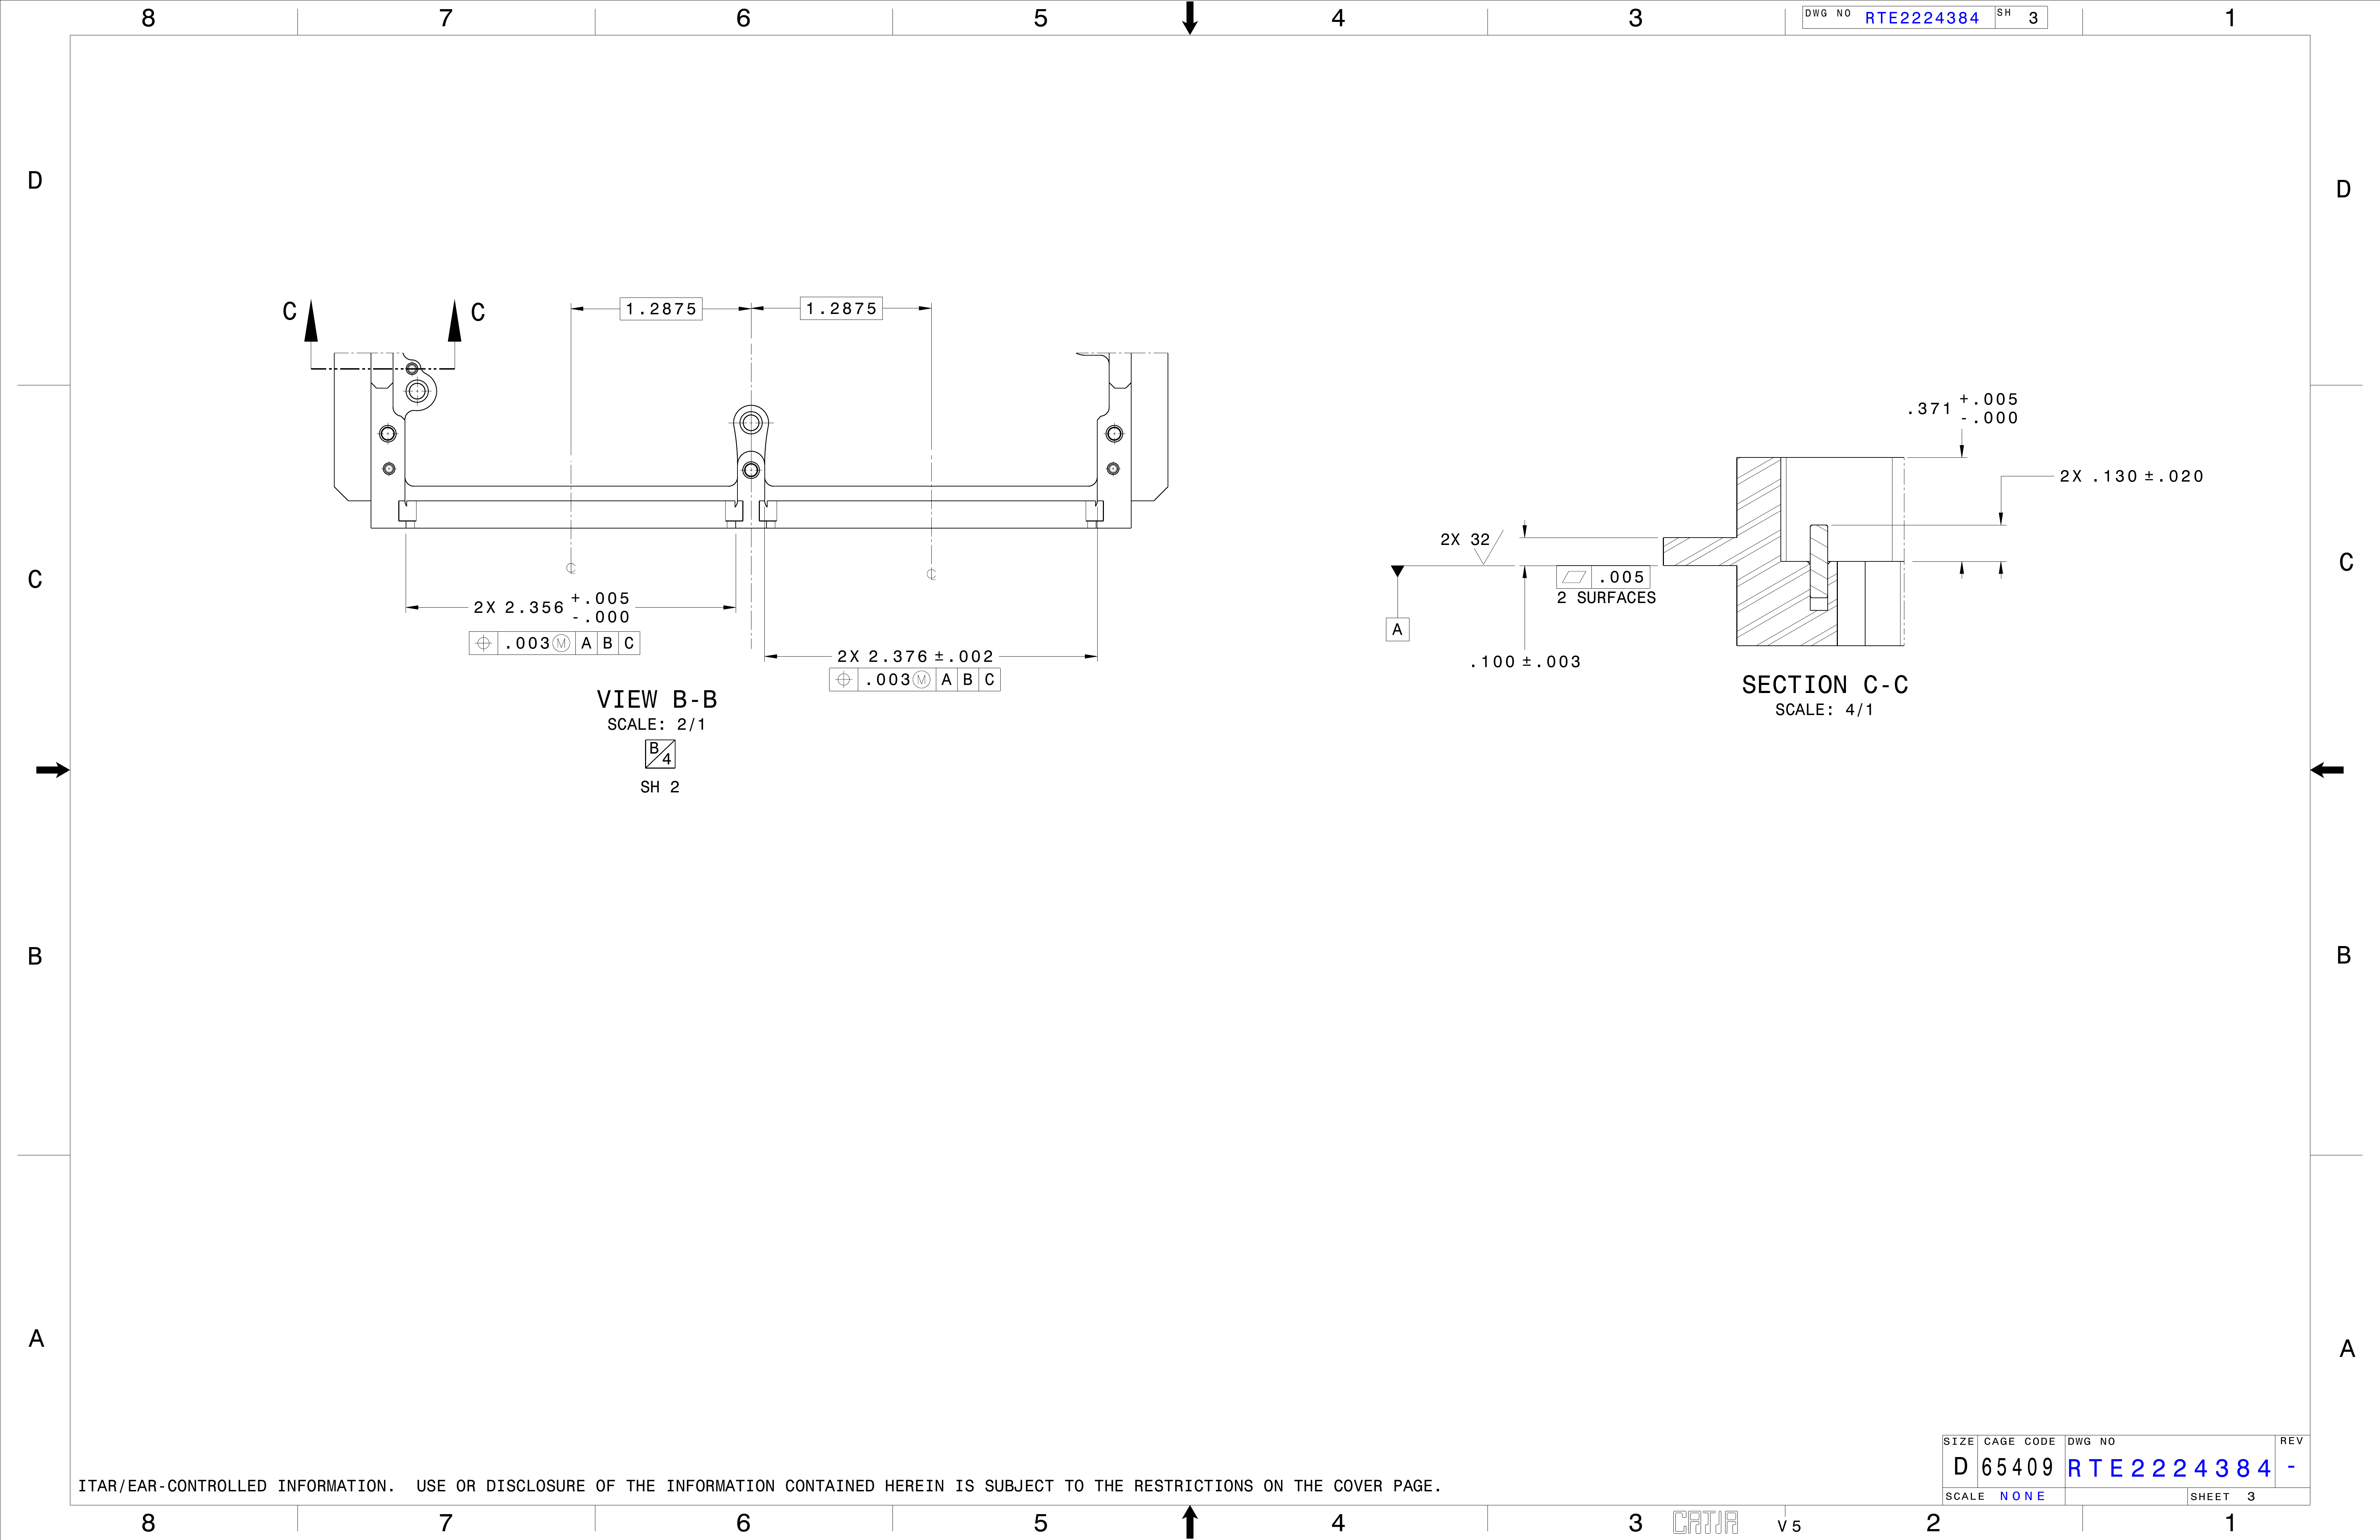 8 7 6 5 4 3 1
DWG NO RTE2224384 SH 3
D D
C C
1.2875 1.2875
.371 +.005
-.000
2X .130 ±.020
2X 32
.005
2 SURFACES
A
.100 ±.003
SECTION C-C
SCALE: 4/1
C C
2X 2.356 +.005
-.000
⌖ .003Ⓜ A B C
2X 2.376 ±.002
⌖ .003Ⓜ A B C
VIEW B-B
SCALE: 2/1
B/4
SH 2
B B
A A
ITAR/EAR-CONTROLLED INFORMATION. USE OR DISCLOSURE OF THE INFORMATION CONTAINED HEREIN IS SUBJECT TO THE RESTRICTIONS ON THE COVER PAGE.
SIZE CAGE CODE DWG NO REV
D 65409 RTE2224384 -
SCALE NONE SHEET 3
8 7 6 5 4 3 CATIA V5 2 1